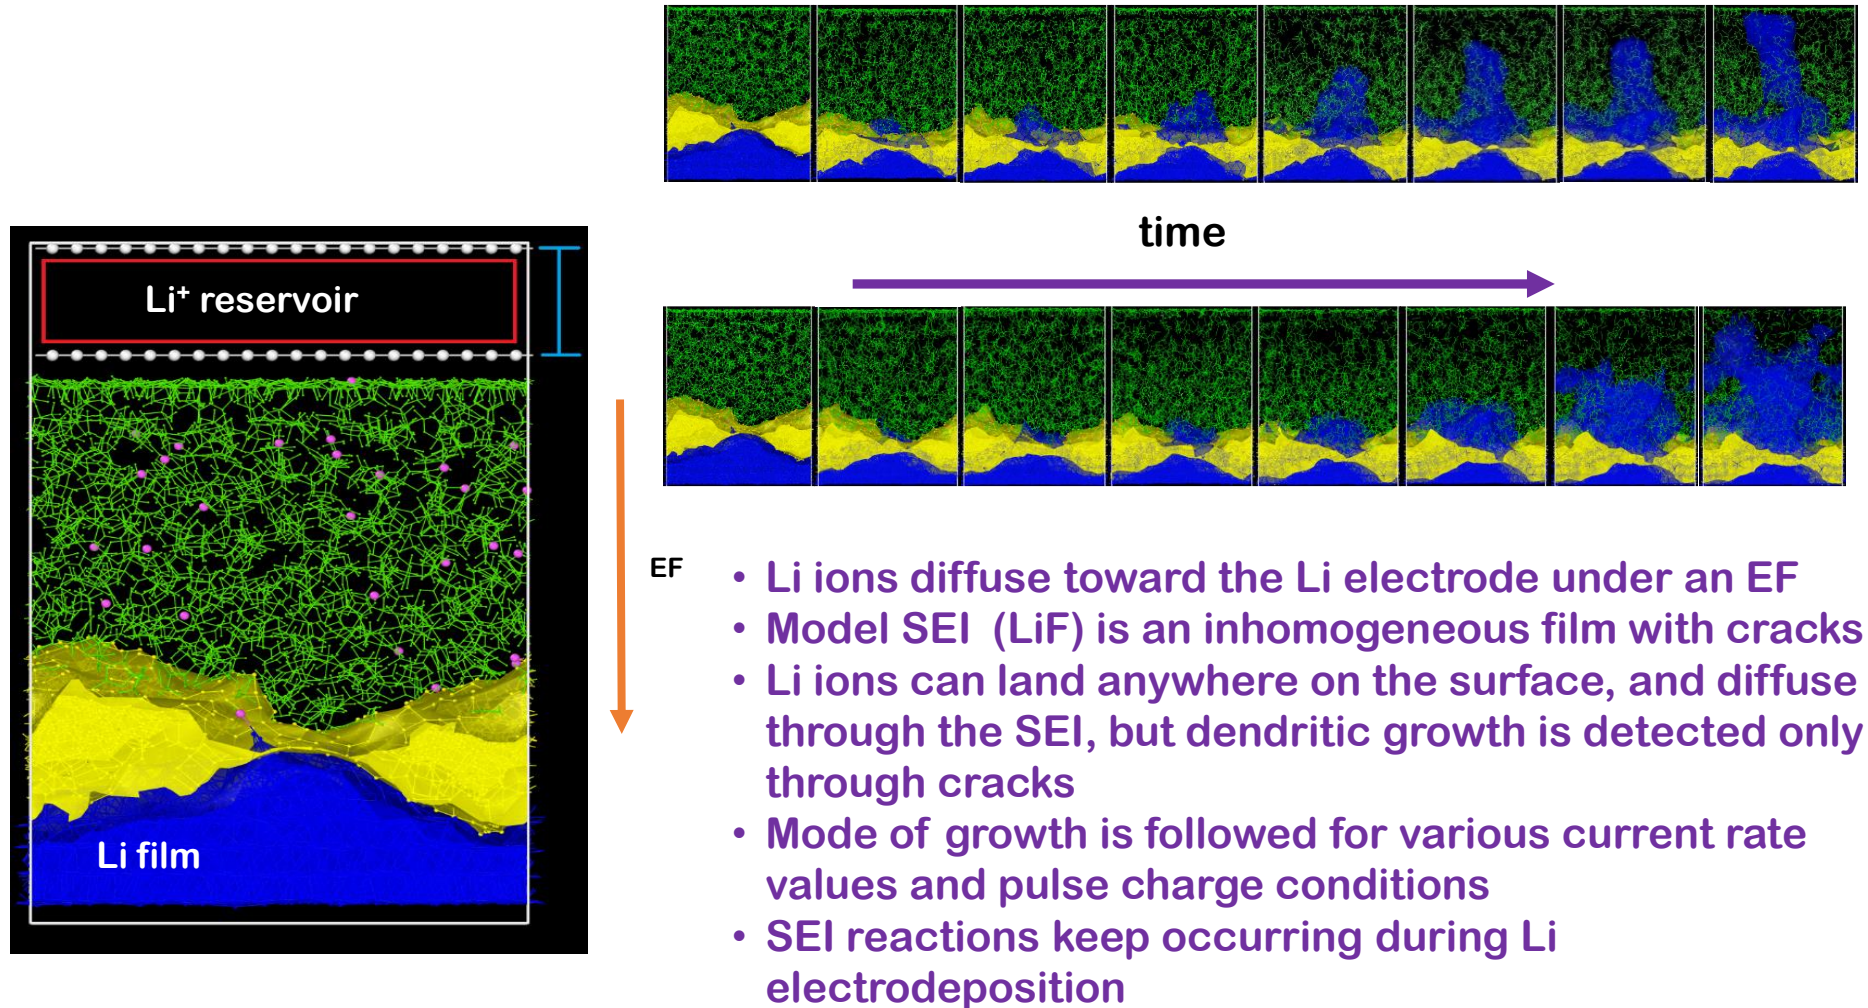 time
Li⁺ reservoir
EF
Li film
• Li ions diffuse toward the Li electrode under an EF
• Model SEI (LiF) is an inhomogeneous film with cracks
• Li ions can land anywhere on the surface, and diffuse
through the SEI, but dendritic growth is detected only
through cracks
• Mode of growth is followed for various current rate
values and pulse charge conditions
• SEI reactions keep occurring during Li
electrodeposition